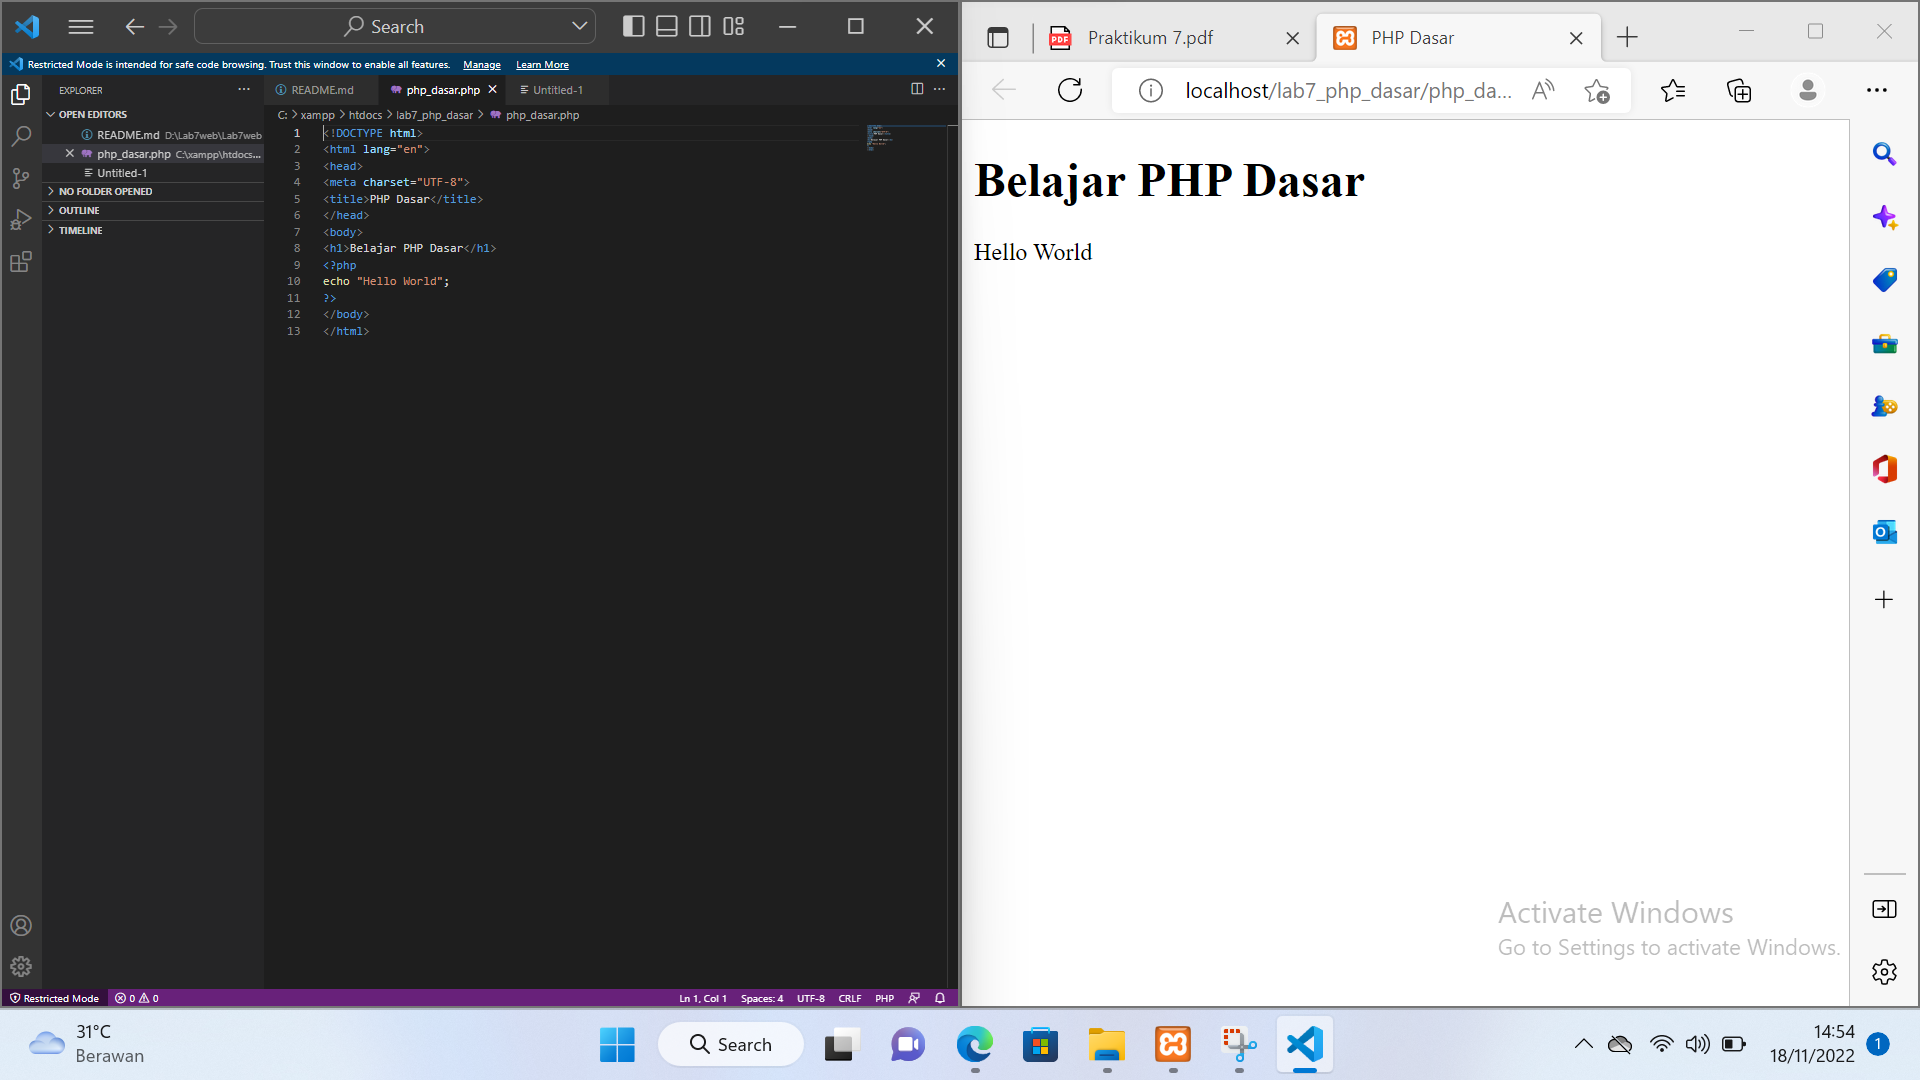 Search
Restricted Mode is intended for safe code browsing. Trust this window to enable all features. Manage Learn More
EXPLORER
OPEN EDITORS
README.md D:\Lab7web\Lab7web
php_dasar.php C:\xampp\htdocs...
Untitled-1
NO FOLDER OPENED
OUTLINE
TIMELINE
README.md php_dasar.php Untitled-1
C: > xampp > htdocs > lab7_php_dasar > php_dasar.php
1 <!DOCTYPE html>
2 <html lang="en">
3 <head>
4 <meta charset="UTF-8">
5 <title>PHP Dasar</title>
6 </head>
7 <body>
8 <h1>Belajar PHP Dasar</h1>
9 <?php
10 echo "Hello World";
11 ?>
12 </body>
13 </html>
Restricted Mode 0 0 Ln 1, Col 1 Spaces: 4 UTF-8 CRLF PHP
PDF Praktikum 7.pdf PHP Dasar
localhost/lab7_php_dasar/php_da...
Belajar PHP Dasar
Hello World
Activate Windows
Go to Settings to activate Windows.
31°C
Berawan
Search
14:54
18/11/2022
1